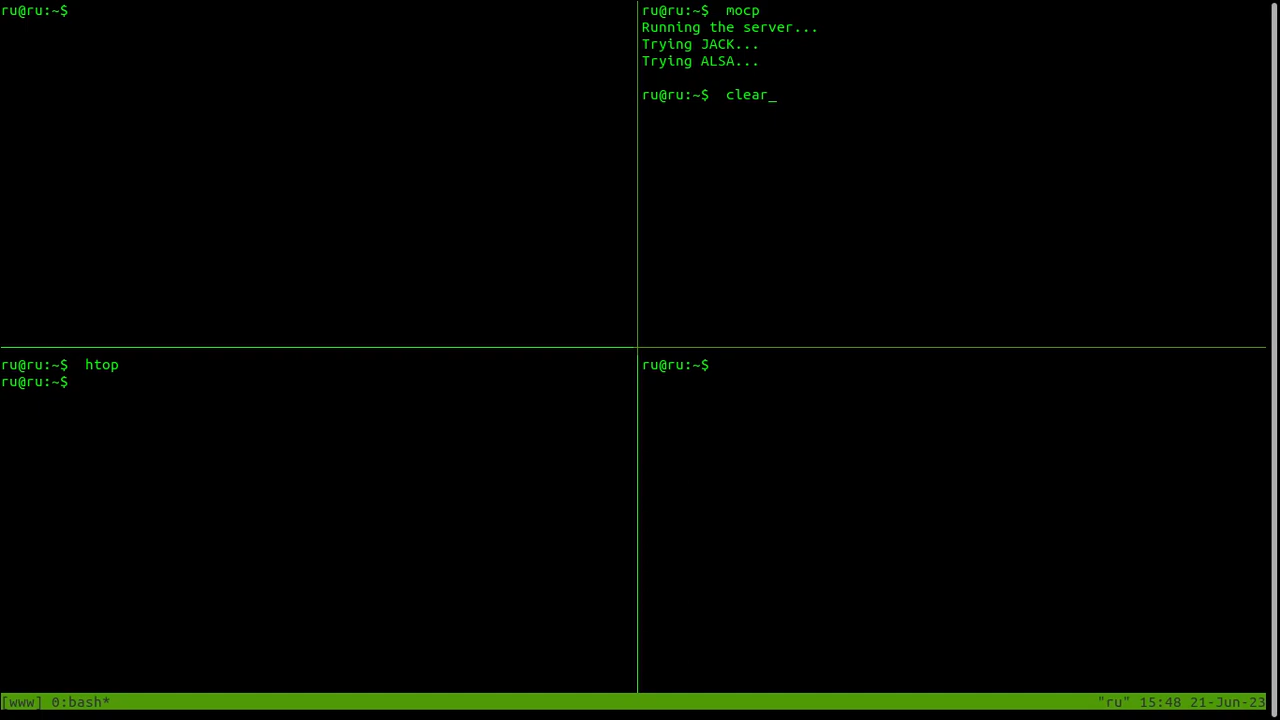 ru@ru:~$
ru@ru:~$  mocp
Running the server...
Trying JACK...
Trying ALSA...
ru@ru:~$  clear_
ru@ru:~$  htop
ru@ru:~$
ru@ru:~$
[www] 0:bash*
"ru" 15:48 21-Jun-23